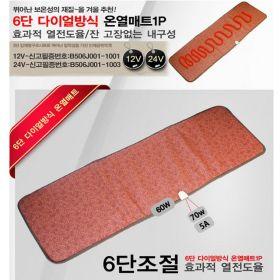 뛰어난 보온성의 재질~올 겨울 추천!
6단 다이얼방식 온열매트1P
효과적 열전도율/잔 고장없는 내구성
12V-신고필증번호:B506J001-1001
24V-신고필증번호:B506J001-1003
12V
24V
6단 다이얼방식 온열매트
60W
70W
5A
6단조절
6단 다이얼방식 온열매트1P
효과적 열전도율